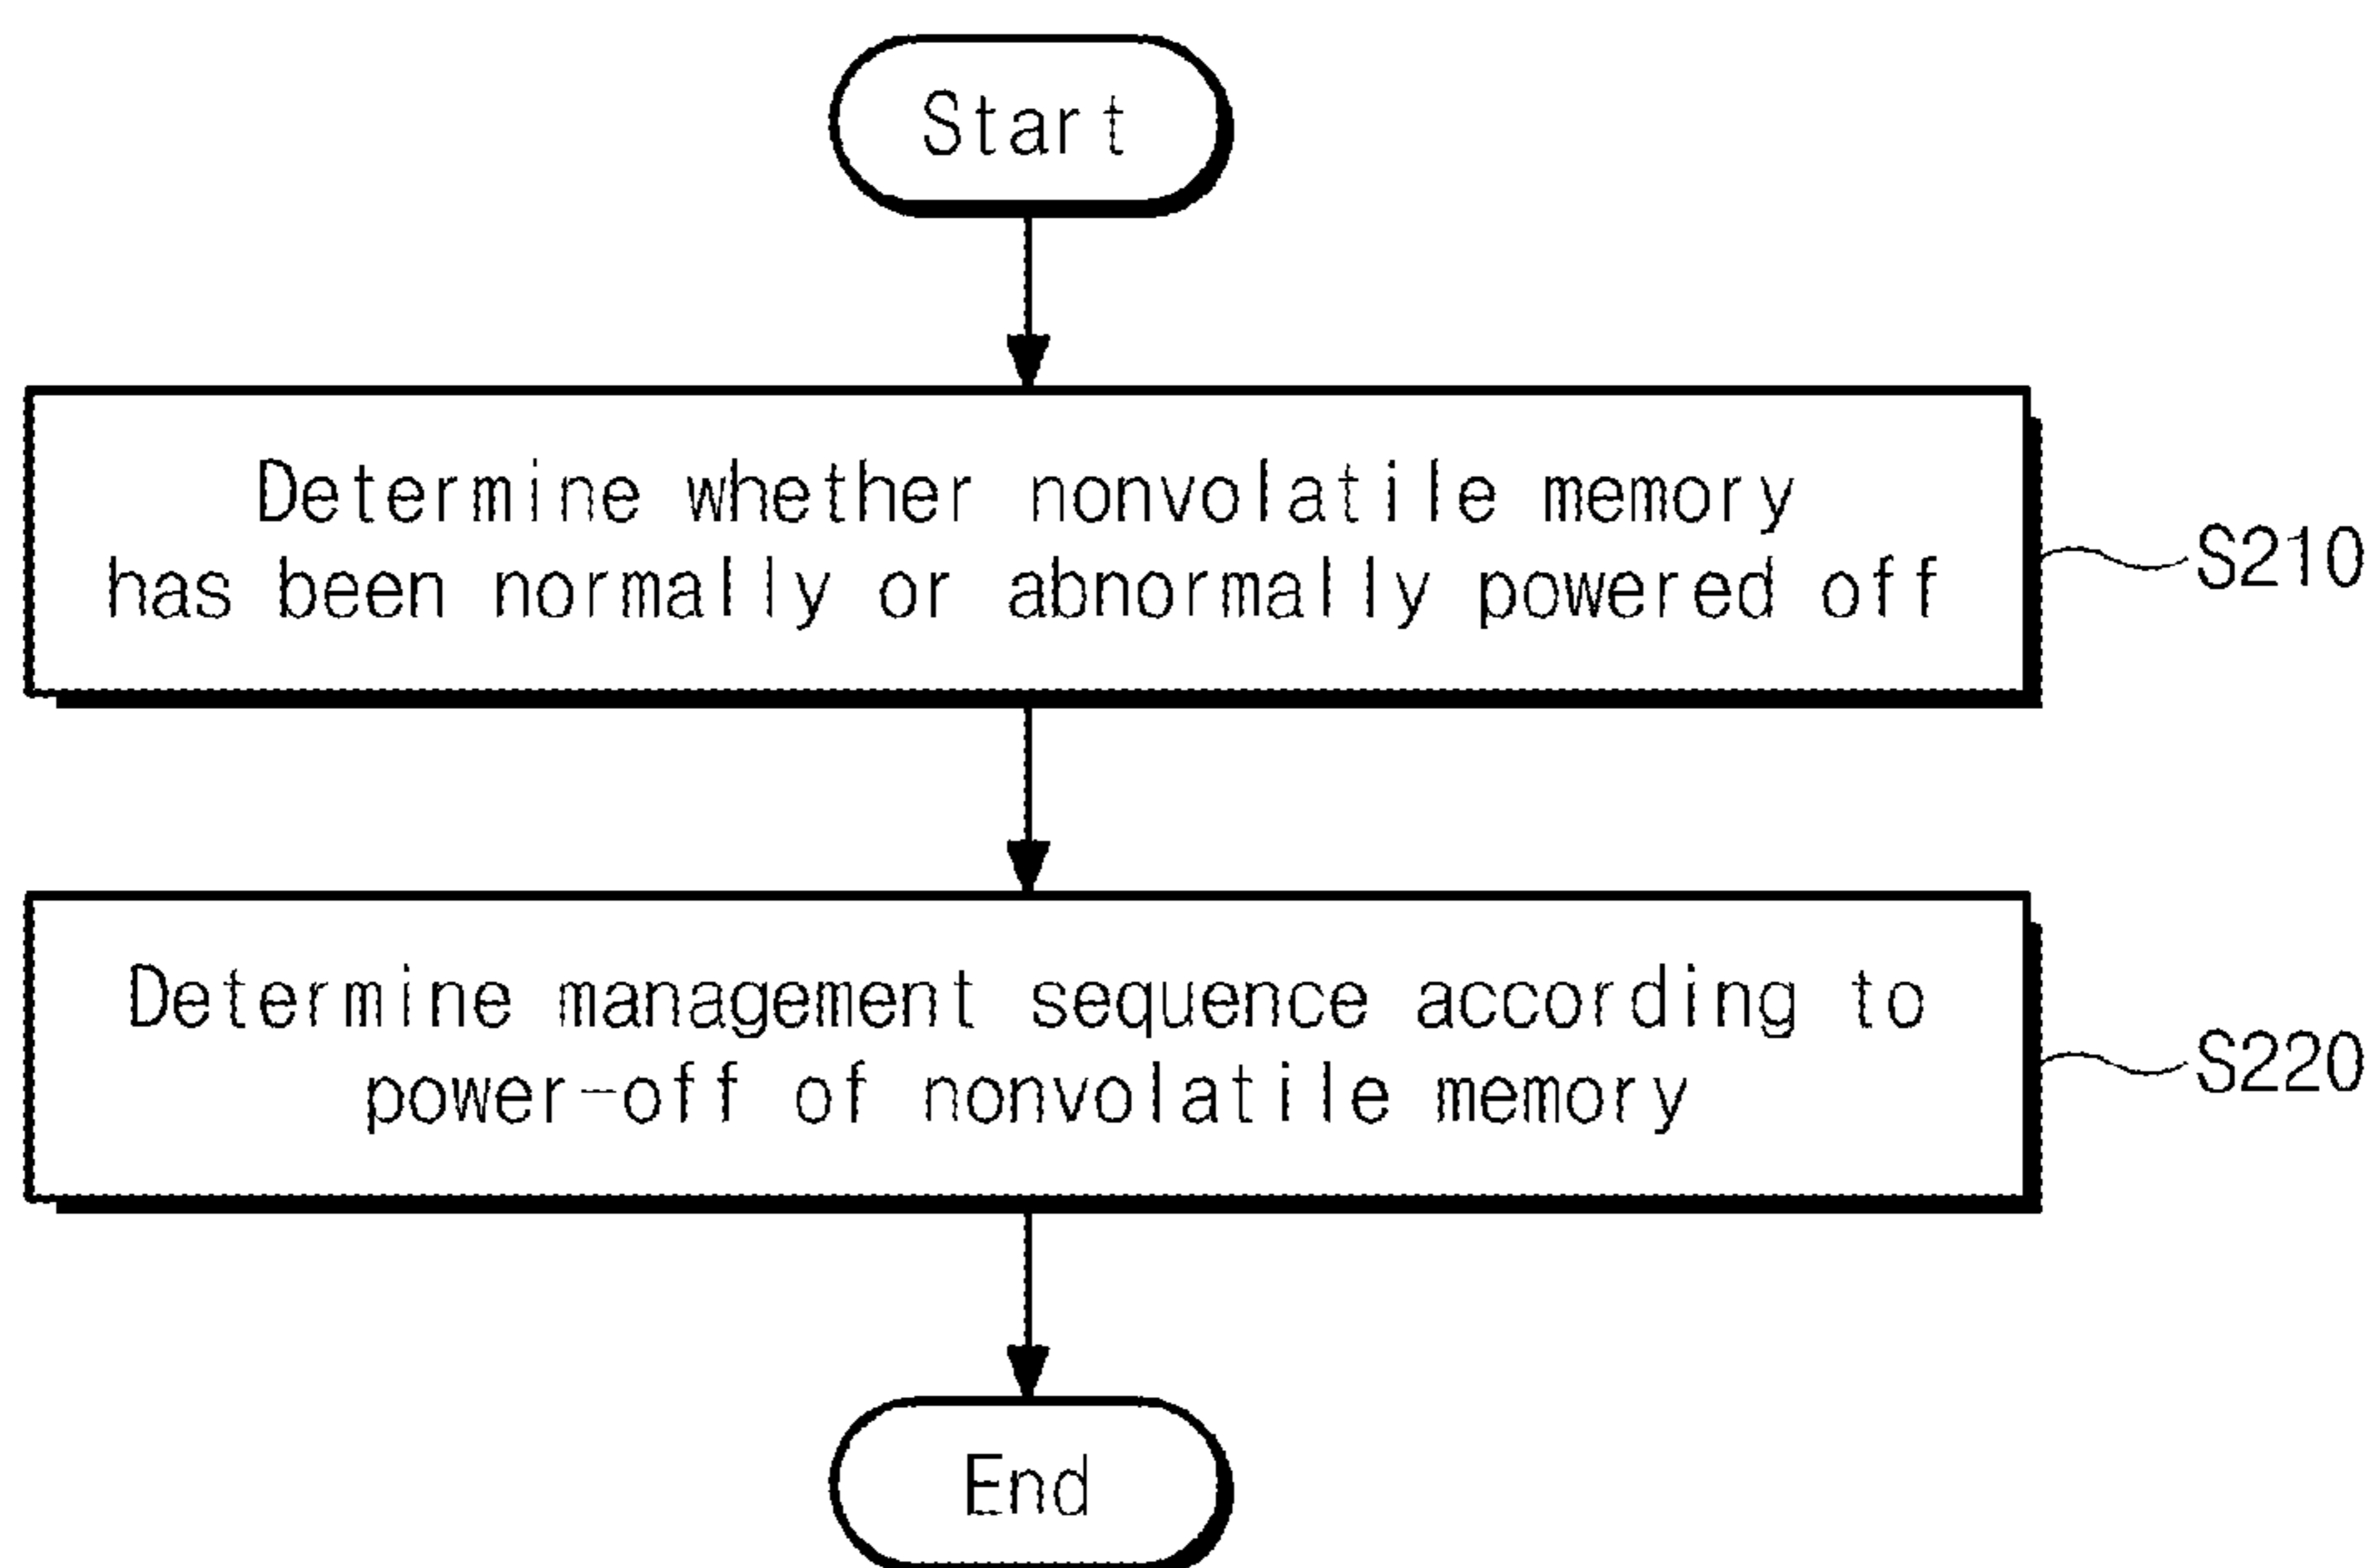 Start
Determine whether nonvolatile memory
has been normally or abnormally powered off
S210
Determine management sequence according to
power-off of nonvolatile memory
S220
End